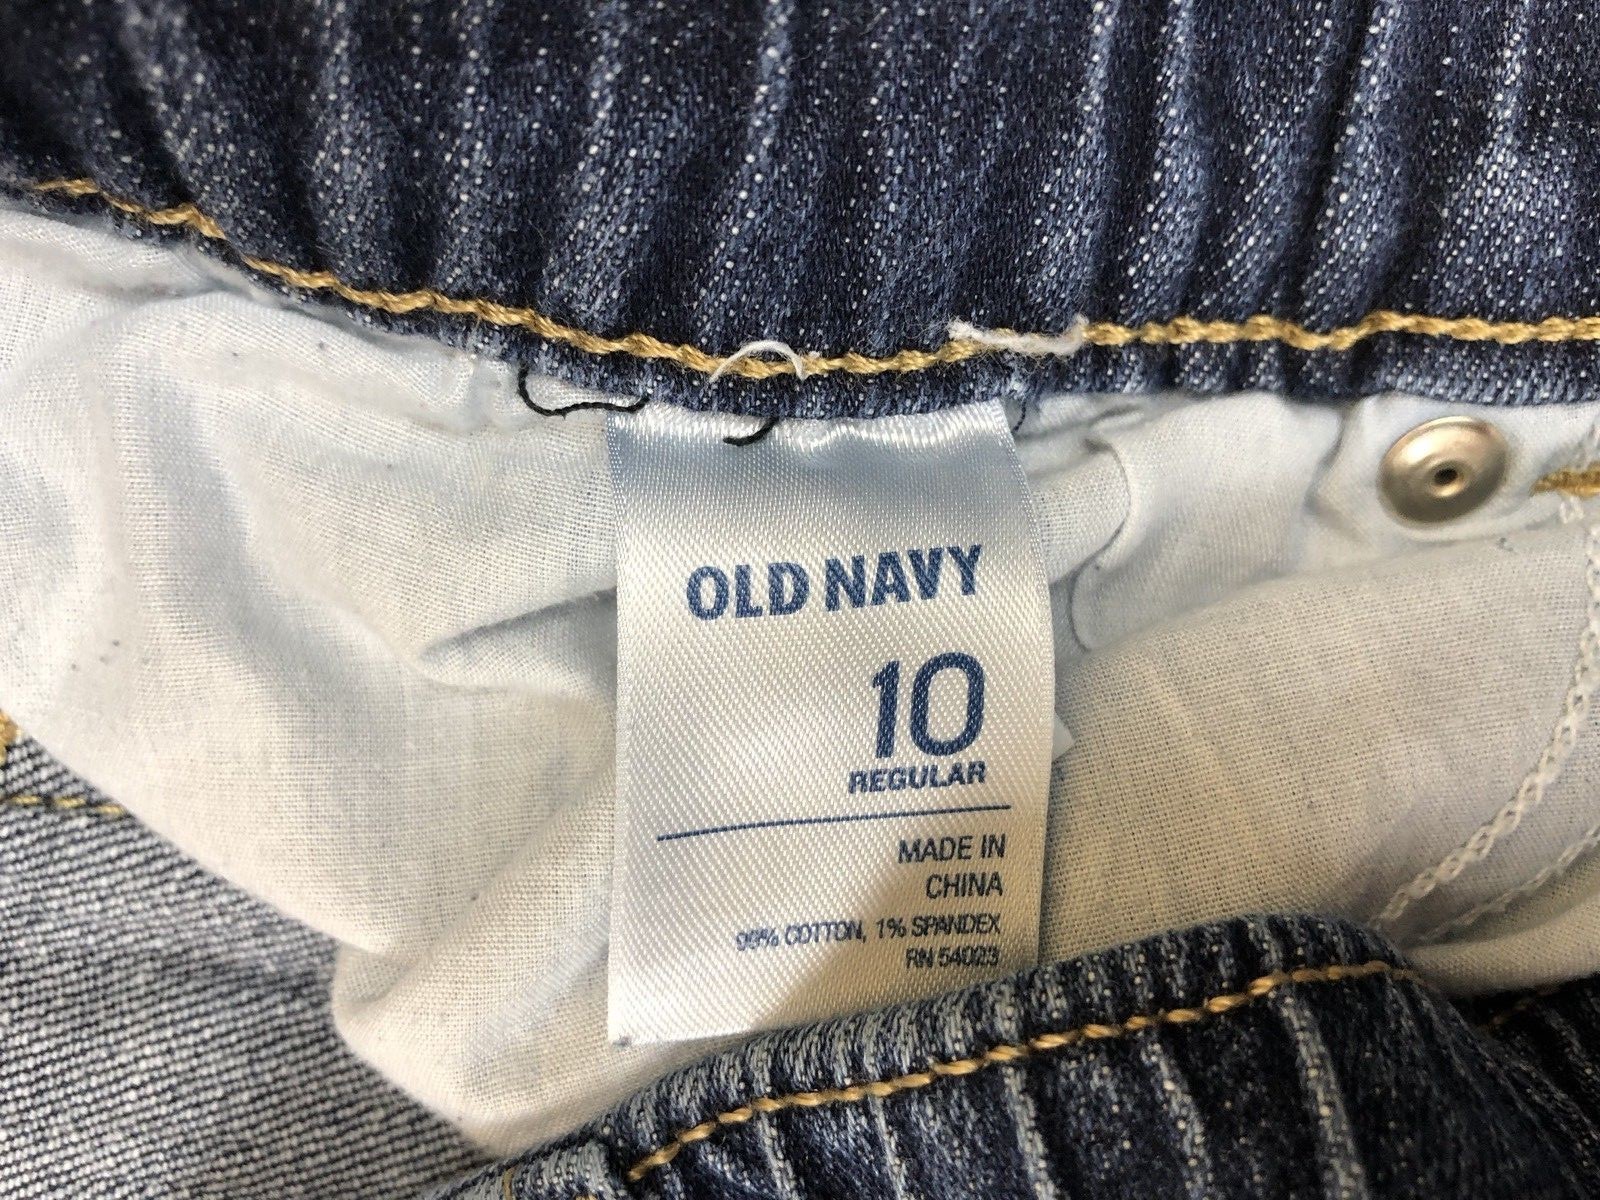 OLD NAVY
10
REGULAR
MADE IN
CHINA
99% COTTON, 1% SPANDEX
RN 54023